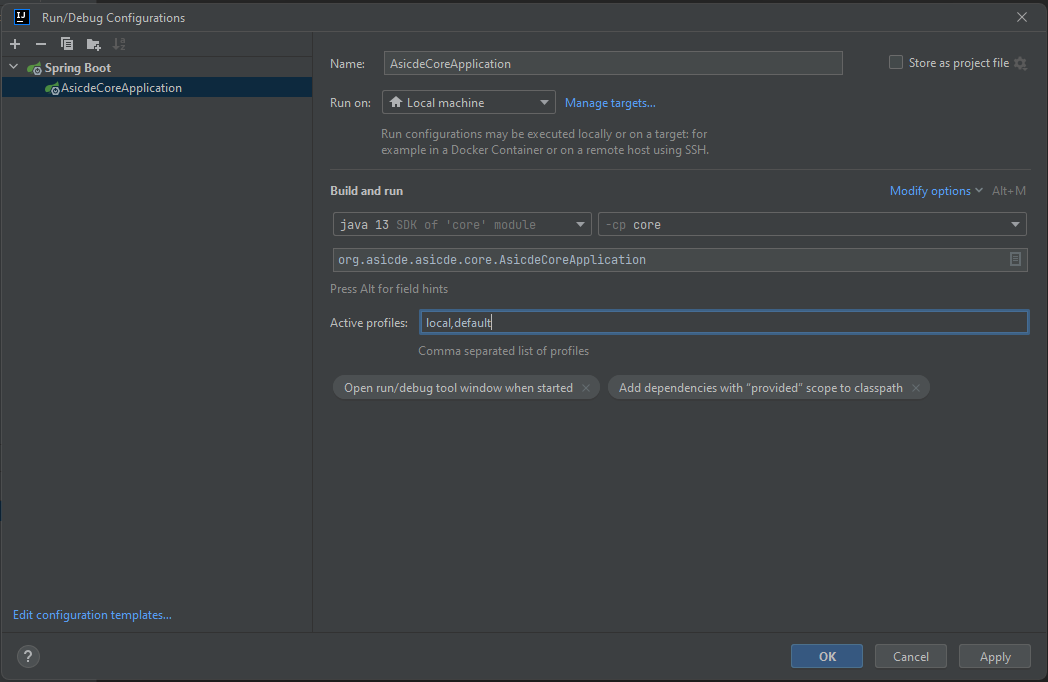 Run/Debug Configurations
Spring Boot
AsicdeCoreApplication
Edit configuration templates...
Name: AsicdeCoreApplication Store as project file
Run on: Local machine Manage targets...
Run configurations may be executed locally or on a target: for
example in a Docker Container or on a remote host using SSH.
Build and run Modify options Alt+M
java 13 SDK of 'core' module -cp core
org.asicde.asicde.core.AsicdeCoreApplication
Press Alt for field hints
Active profiles: local,default
Comma separated list of profiles
Open run/debug tool window when started × Add dependencies with “provided” scope to classpath ×
? OK Cancel Apply